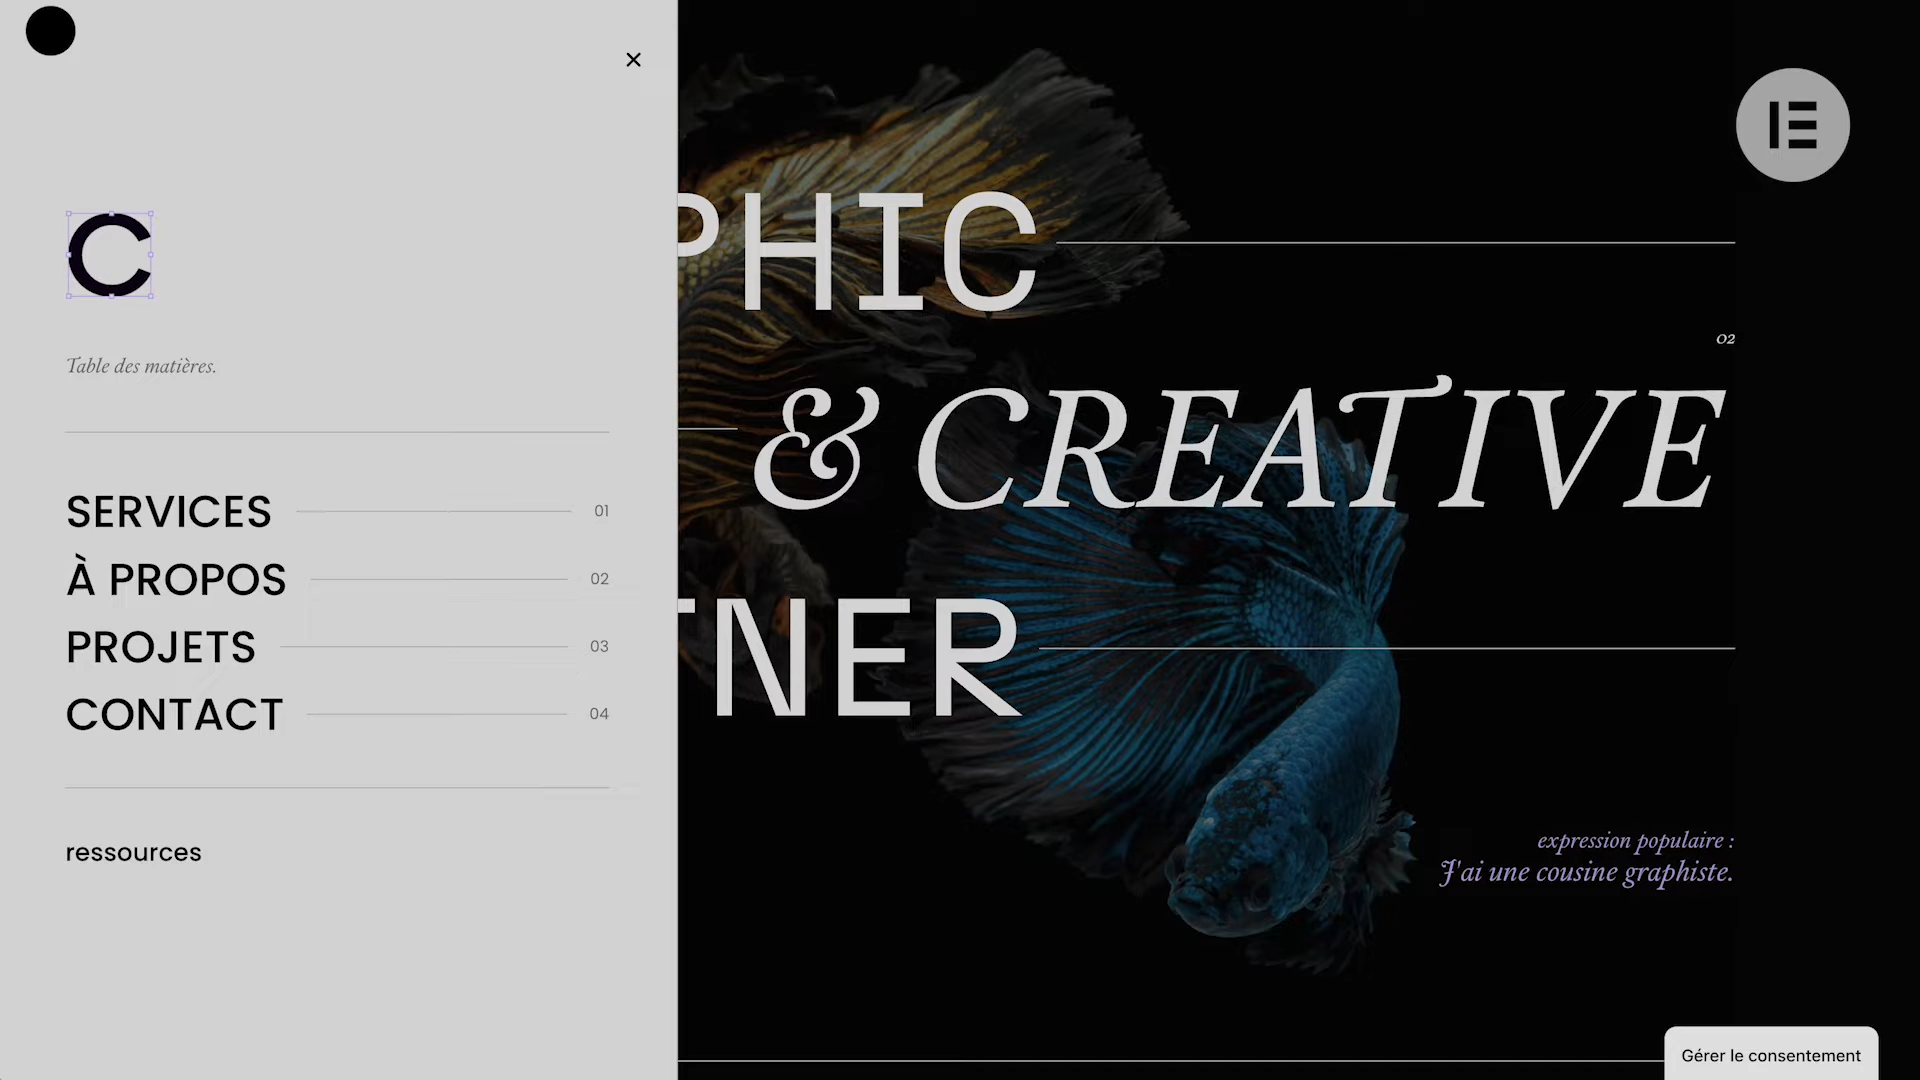 C
Table des matières.
SERVICES 01
À PROPOS 02
PROJETS 03
CONTACT 04
ressources
PHIC
02
& CREATIVE
TNER
expression populaire :
J'ai une cousine graphiste.
Gérer le consentement